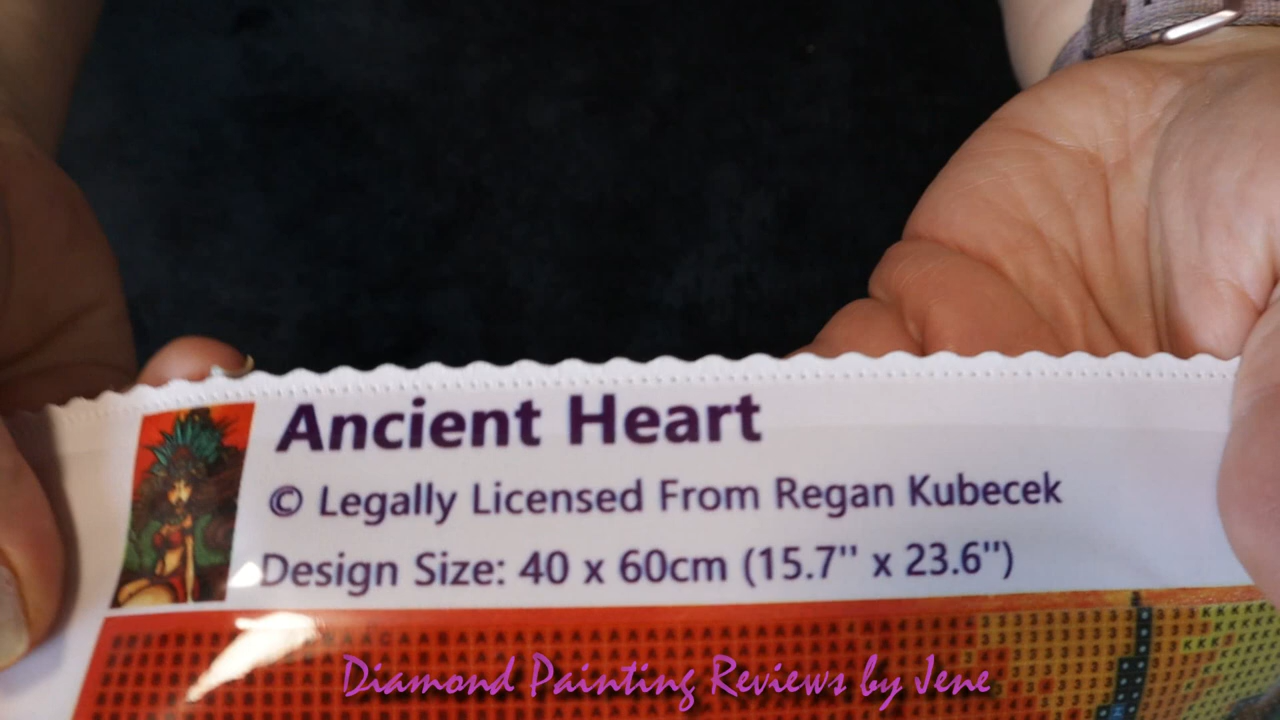 Ancient Heart
© Legally Licensed From Regan Kubecek
Design Size: 40 x 60cm (15.7'' x 23.6'')
Diamond Painting Reviews by Jene